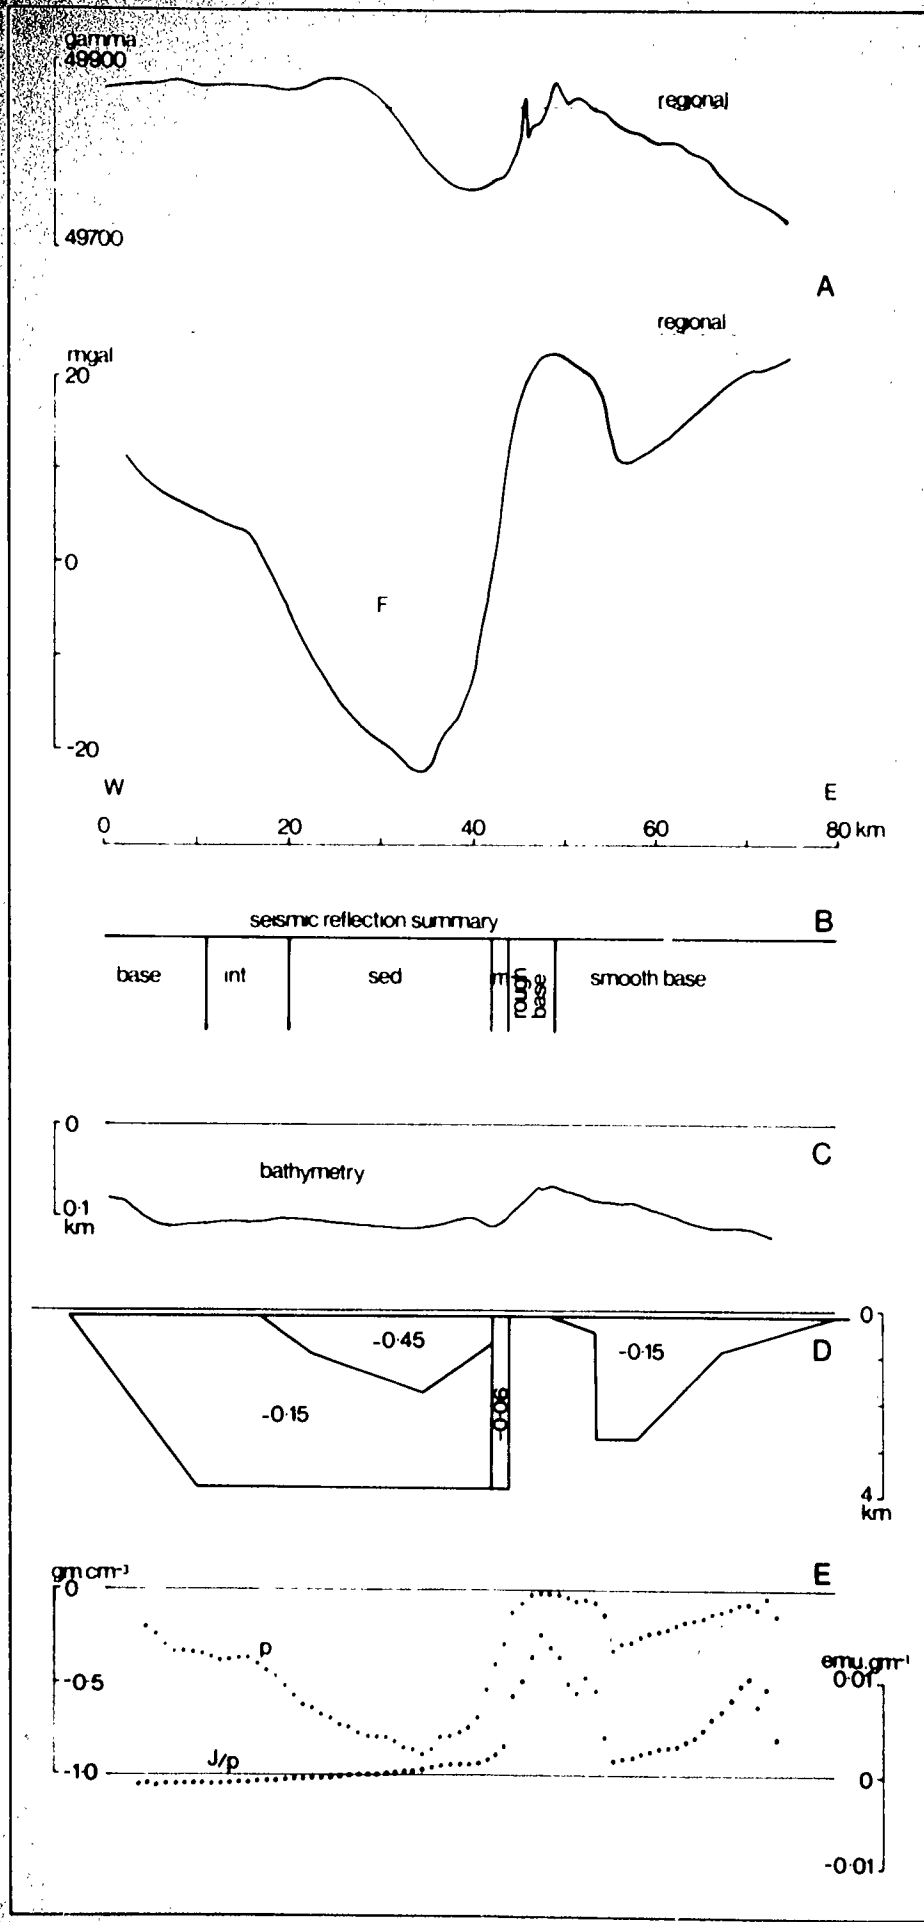 gamma
49900
regional
49700
A
regional
mgal
20
0
F
-20
W
E
0 20 40 60 80 km
seismic reflection summary
B
base int sed m-h rough base smooth base
0
C
bathymetry
0·1
km
0
-0·45
-0·15
D
-0·15
-0·06
4
km
gm cm⁻³
E
0
p
emu.gm⁻¹
0·01
-0·5
J/p
-1·0
0
-0·01